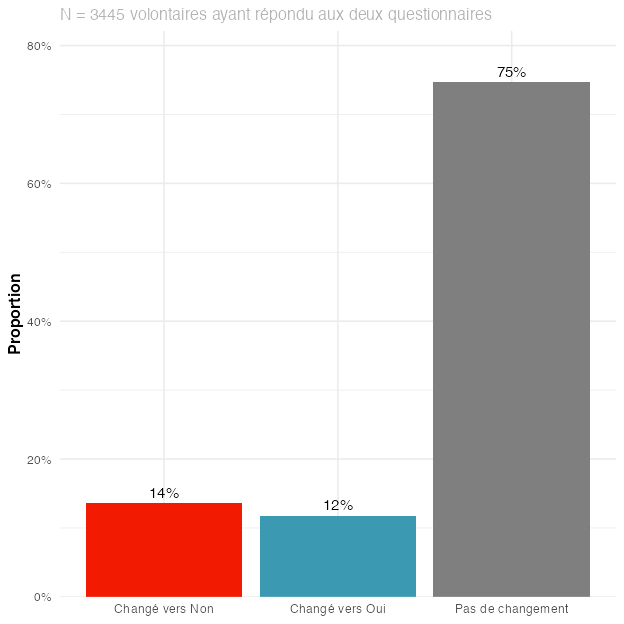 N = 3445 volontaires ayant répondu aux deux questionnaires
80%
75%
60%
Proportion
40%
20%
14%
12%
0%
Changé vers Non
Changé vers Oui
Pas de changement